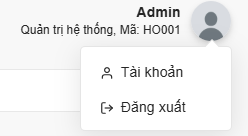 Admin
Quản trị hệ thống, Mã: HO001
Tài khoản
Đăng xuất